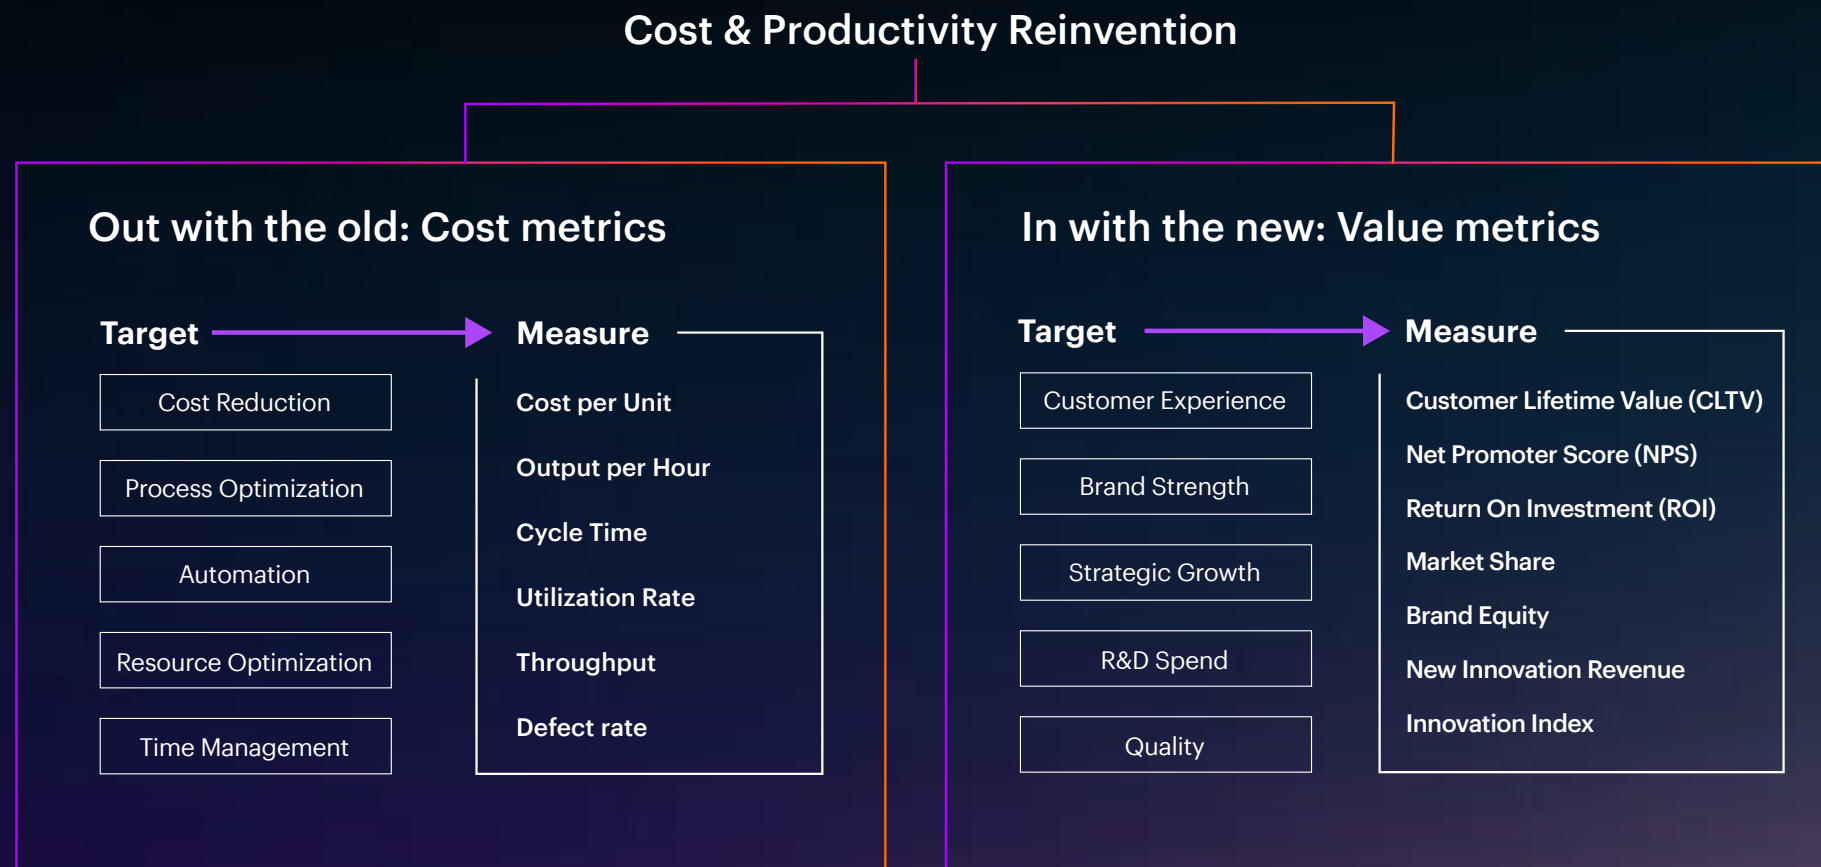 Cost & Productivity Reinvention
Out with the old: Cost metrics
Target
Measure
Cost Reduction
Process Optimization
Automation
Resource Optimization
Time Management
Cost per Unit
Output per Hour
Cycle Time
Utilization Rate
Throughput
Defect rate
In with the new: Value metrics
Target
Measure
Customer Experience
Brand Strength
Strategic Growth
R&D Spend
Quality
Customer Lifetime Value (CLTV)
Net Promoter Score (NPS)
Return On Investment (ROI)
Market Share
Brand Equity
New Innovation Revenue
Innovation Index